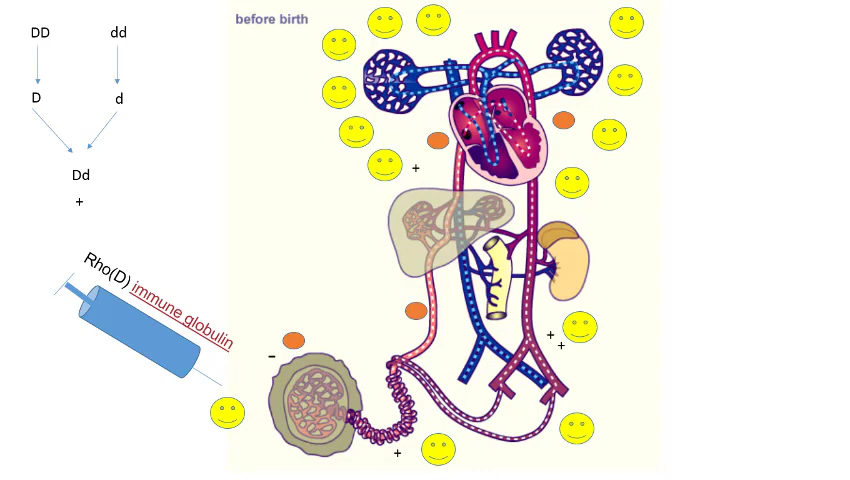 before birth
DD dd
D d
Dd
+
+
Rho(D) immune globulin
+
+
-
+